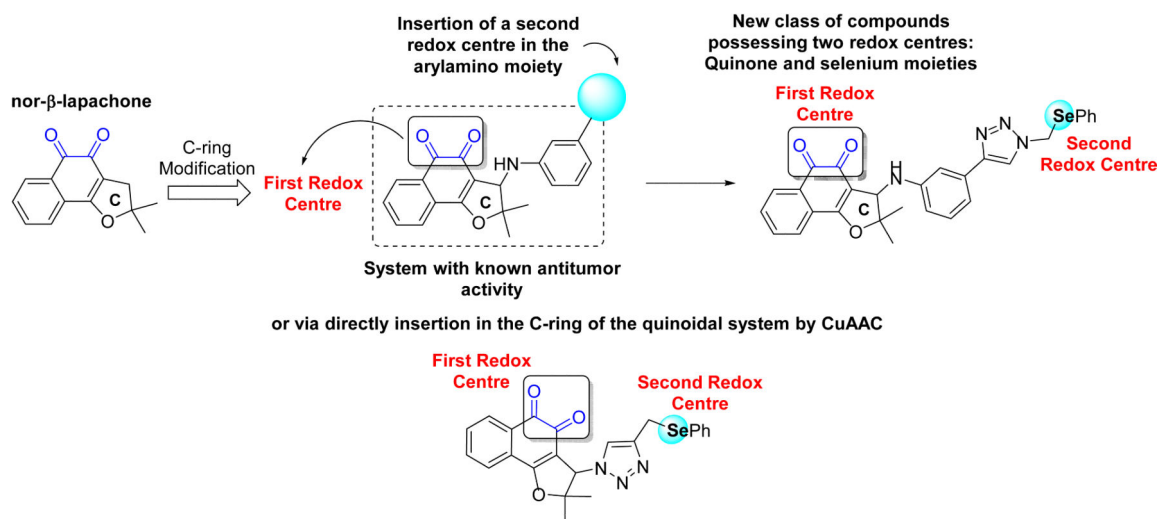 Insertion of a second
redox centre in the
arylamino moiety
New class of compounds
possessing two redox centres:
Quinone and selenium moieties
nor-β-lapachone
O O
C
O
C-ring
Modification
First Redox
Centre
O O
HN
C
O
First Redox
Centre
O O
H
N
C
O
N N
N
SePh
Second
Redox Centre
System with known antitumor
activity
or via directly insertion in the C-ring of the quinoidal system by CuAAC
First Redox
Centre
Second Redox
Centre
O
O
SePh
C
N
N N
O